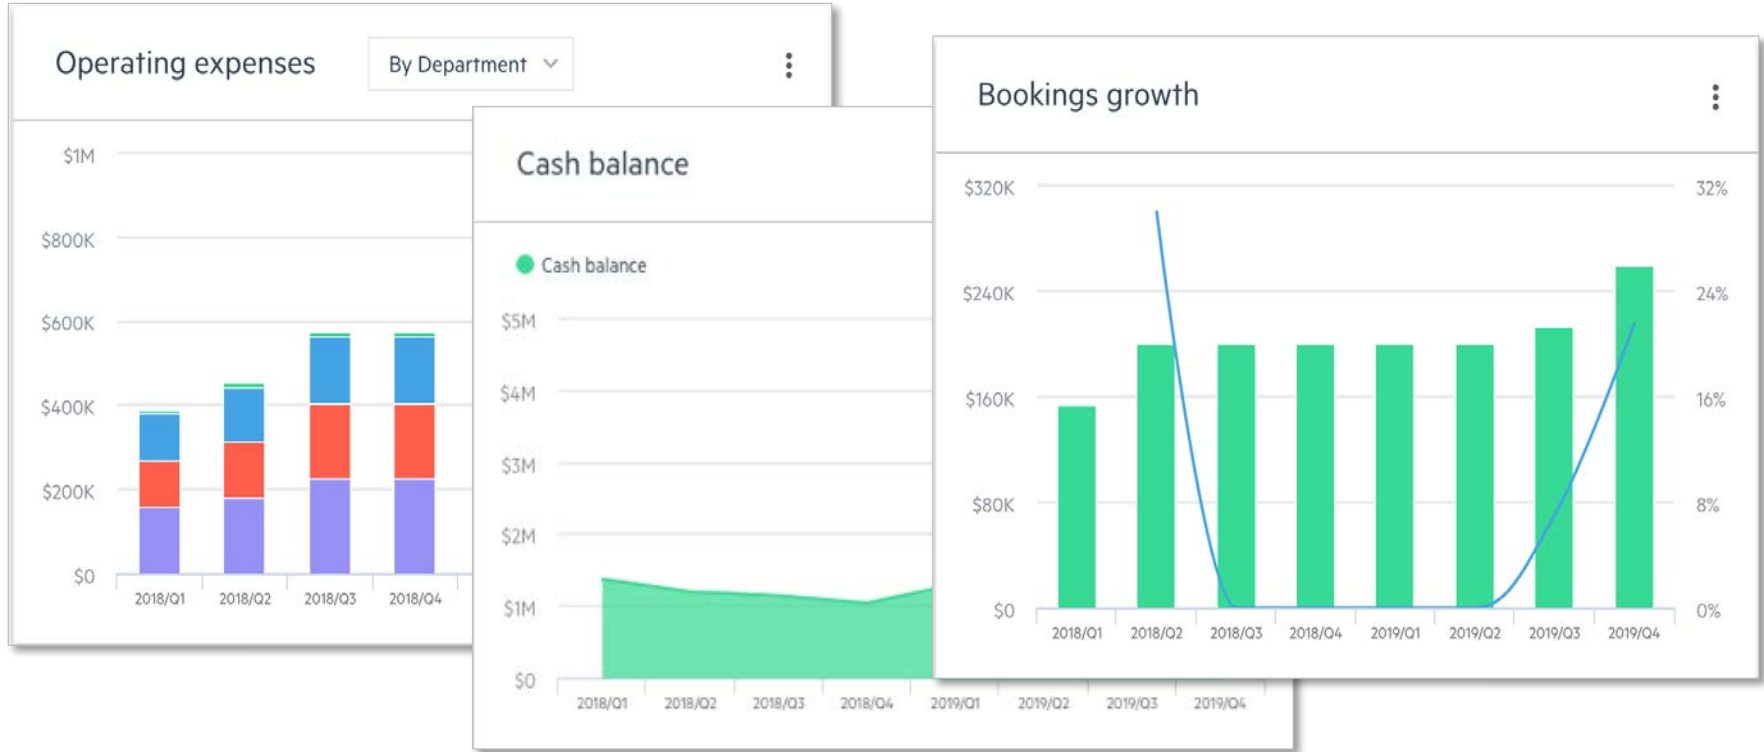 Operating expenses
By Department
$1M
$800K
$600K
$400K
$200K
$0
2018/Q1 2018/Q2 2018/Q3 2018/Q4
Cash balance
Cash balance
$5M
$4M
$3M
$2M
$1M
$0
2018/Q1 2018/Q2 2018/Q3 2018/Q4 2019/Q1 2019/Q2 2019/Q3 2019/Q4
Bookings growth
$320K 32%
$240K 24%
$160K 16%
$80K 8%
$0 0%
2018/Q1 2018/Q2 2018/Q3 2018/Q4 2019/Q1 2019/Q2 2019/Q3 2019/Q4